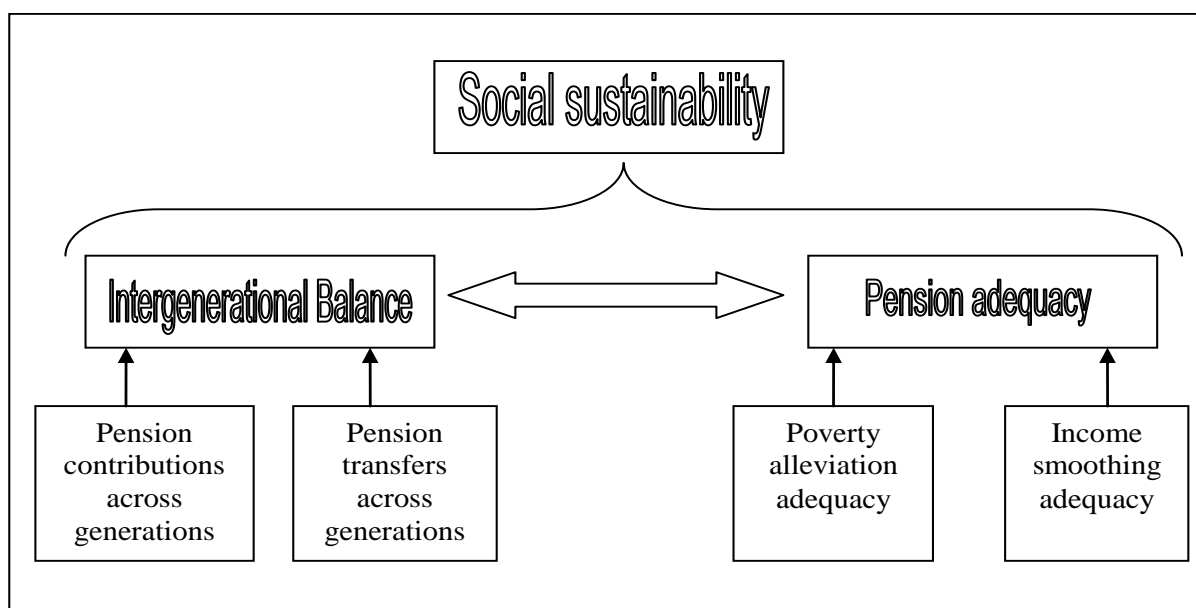 Social sustainability
Intergenerational Balance
Pension adequacy
Pension
contributions
across
generations
Pension
transfers
across
generations
Poverty
alleviation
adequacy
Income
smoothing
adequacy